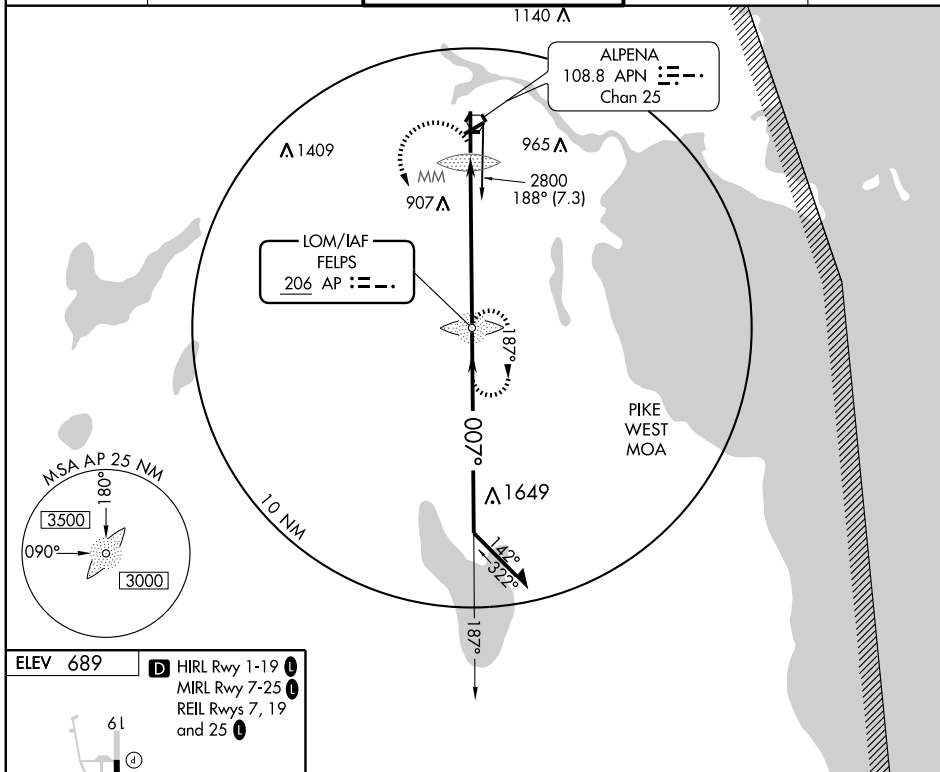 1140
ALPENA
108.8 APN
Chan 25
1409
965
MM
2800
188° (7.3)
907
LOM/IAF
FELPS
206 AP
187°
007°
PIKE
WEST
MOA
MSA AP 25 NM
180°
3500
090°
3000
10 NM
1649
142°
322°
187°
ELEV 689
D HIRL Rwy 1-19 L
MIRL Rwy 7-25 L
REIL Rwys 7, 19
and 25 L
19
P